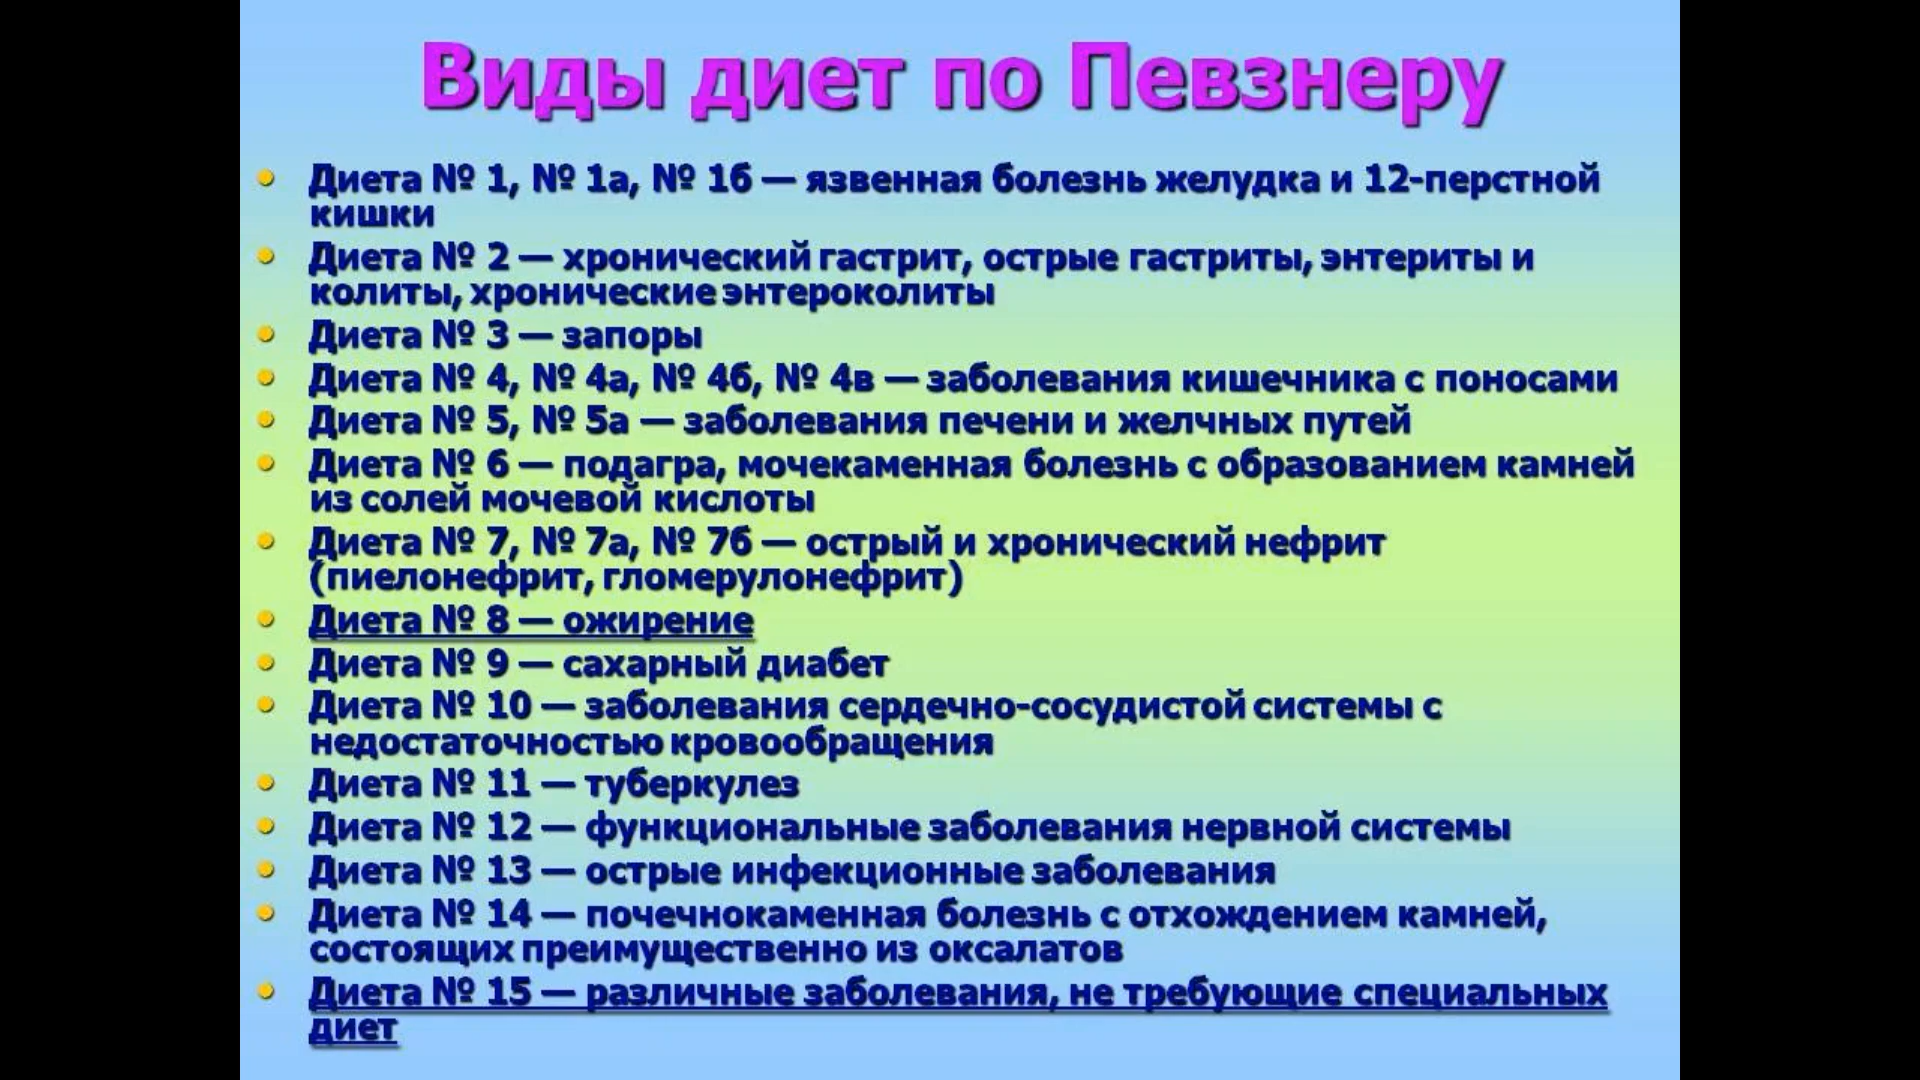 Виды диет по Певзнеру
• Диета № 1, № 1а, № 1б — язвенная болезнь желудка и 12-перстной
кишки
• Диета № 2 — хронический гастрит, острые гастриты, энтериты и
колиты, хронические энтероколиты
• Диета № 3 — запоры
• Диета № 4, № 4а, № 4б, № 4в — заболевания кишечника с поносами
• Диета № 5, № 5а — заболевания печени и желчных путей
• Диета № 6 — подагра, мочекаменная болезнь с образованием камней
из солей мочевой кислоты
• Диета № 7, № 7а, № 7б — острый и хронический нефрит
(пиелонефрит, гломерулонефрит)
• Диета № 8 — ожирение
• Диета № 9 — сахарный диабет
• Диета № 10 — заболевания сердечно-сосудистой системы с
недостаточностью кровообращения
• Диета № 11 — туберкулез
• Диета № 12 — функциональные заболевания нервной системы
• Диета № 13 — острые инфекционные заболевания
• Диета № 14 — почечнокаменная болезнь с отхождением камней,
состоящих преимущественно из оксалатов
• Диета № 15 — различные заболевания, не требующие специальных
диет